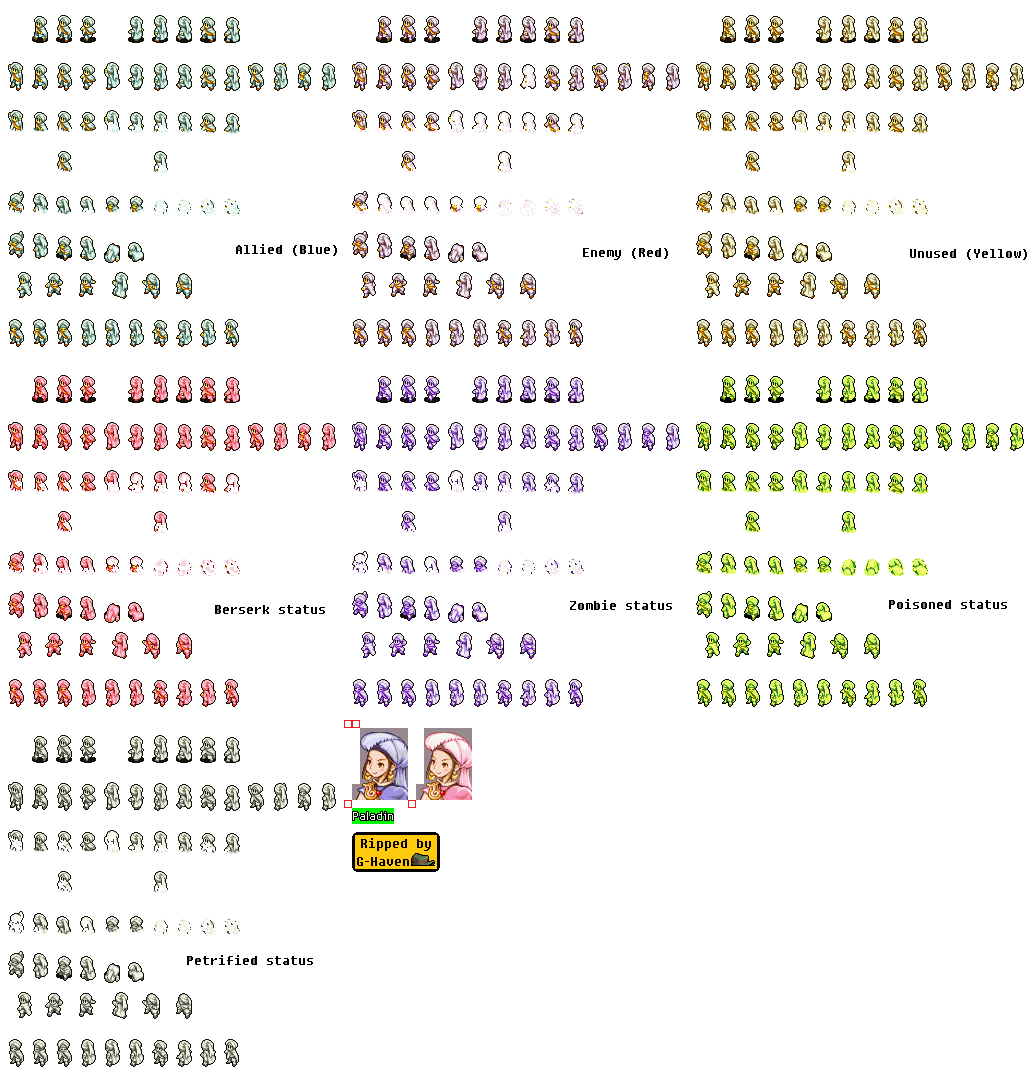 Allied (Blue)
Enemy (Red)
Unused (Yellow)
Berserk status
Zombie status
Poisoned status
Paladin
Ripped by
G-Haven
Petrified status